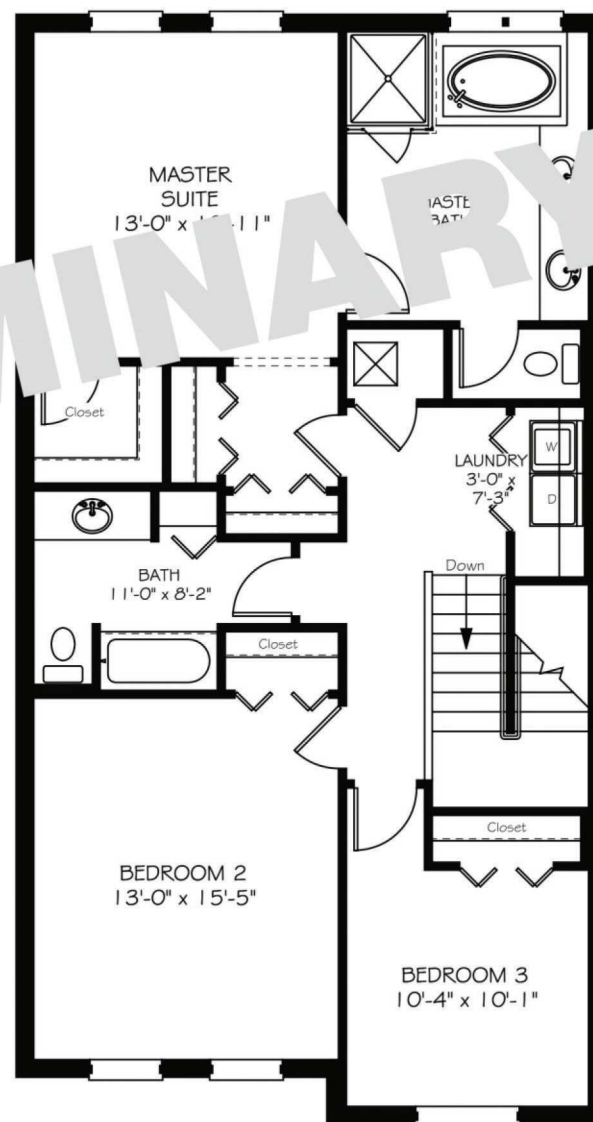 MASTER
SUITE
13'-0" x
MINARY
Closet
LAUNDRY
3'-0" x
7'-3"
W
D
Down
BATH
11'-0" x 8'-2"
Closet
Closet
BEDROOM 2
13'-0" x 15'-5"
BEDROOM 3
10'-4" x 10'-1"